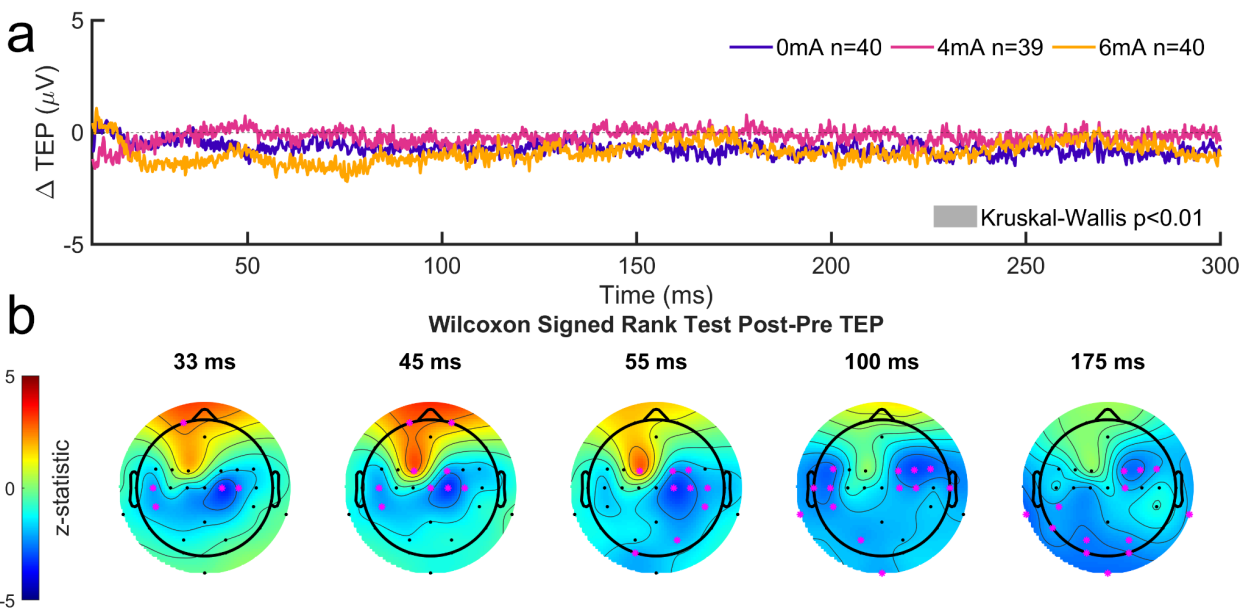 a
5
0
-5
Δ TEP (μV)
0mA n=40 4mA n=39 6mA n=40
Kruskal-Wallis p<0.01
50 100 150 200 250 300
Time (ms)
b
Wilcoxon Signed Rank Test Post-Pre TEP
33 ms 45 ms 55 ms 100 ms 175 ms
5
0
-5
z-statistic